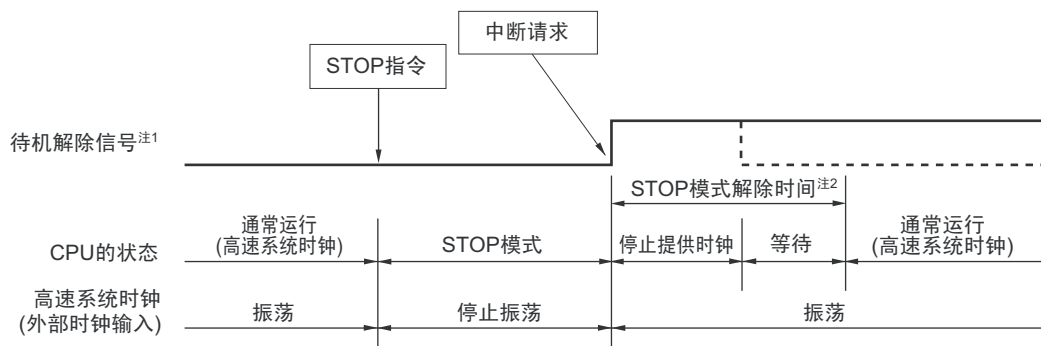 中断请求
STOP指令
待机解除信号注1
STOP模式解除时间注2
通常运行
(高速系统时钟)
STOP模式
停止提供时钟
等待
通常运行
(高速系统时钟)
CPU的状态
高速系统时钟
(外部时钟输入)
振荡
停止振荡
振荡